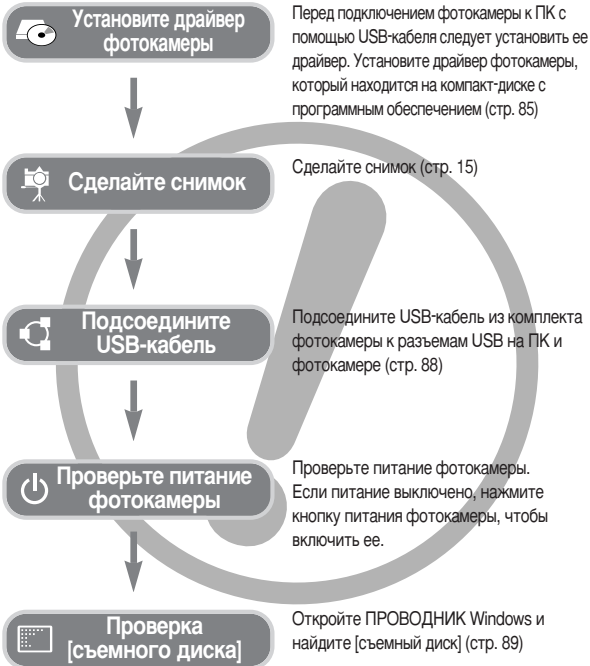 Установите драйвер
фотокамеры
Перед подключением фотокамеры к ПК с
помощью USB-кабеля следует установить ее
драйвер. Установите драйвер фотокамеры,
который находится на компакт-диске с
программным обеспечением (стр. 85)
Сделайте снимок
Сделайте снимок (стр. 15)
Подсоедините
USB-кабель
Подсоедините USB-кабель из комплекта
фотокамеры к разъемам USB на ПК и
фотокамере (стр. 88)
Проверьте питание
фотокамеры
Проверьте питание фотокамеры.
Если питание выключено, нажмите
кнопку питания фотокамеры, чтобы
включить ее.
Проверка
[съемного диска]
Откройте ПРОВОДНИК Windows и
найдите [съемный диск] (стр. 89)